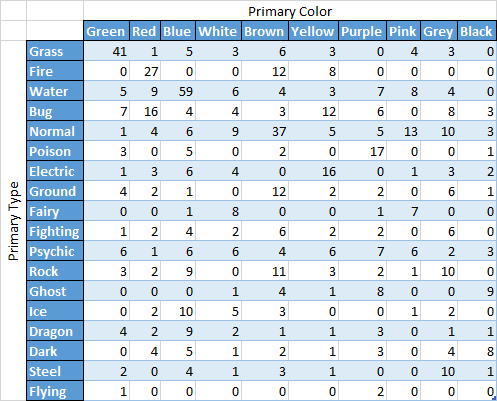 Primary Color
Green Red Blue White Brown Yellow Purple Pink Grey Black
Primary Type
Grass 41 1 5 3 6 3 0 4 3 0
Fire 0 27 0 0 12 8 0 0 0 0
Water 5 9 59 6 4 3 7 8 4 0
Bug 7 16 4 4 3 12 6 0 8 3
Normal 1 4 6 9 37 5 5 13 10 3
Poison 3 0 5 0 2 0 17 0 0 1
Electric 1 3 6 4 0 16 0 1 3 2
Ground 4 2 1 0 12 2 2 0 6 1
Fairy 0 0 1 8 0 0 1 7 0 0
Fighting 1 2 4 2 6 2 2 0 6 0
Psychic 6 1 6 6 4 6 7 6 2 3
Rock 3 2 9 0 11 3 2 1 10 0
Ghost 0 0 0 1 4 1 8 0 0 9
Ice 0 2 10 5 3 0 0 1 2 0
Dragon 4 2 9 2 1 1 3 0 1 1
Dark 0 4 5 1 2 1 3 0 4 8
Steel 2 0 4 1 3 1 0 0 10 1
Flying 1 0 0 0 0 0 2 0 0 0